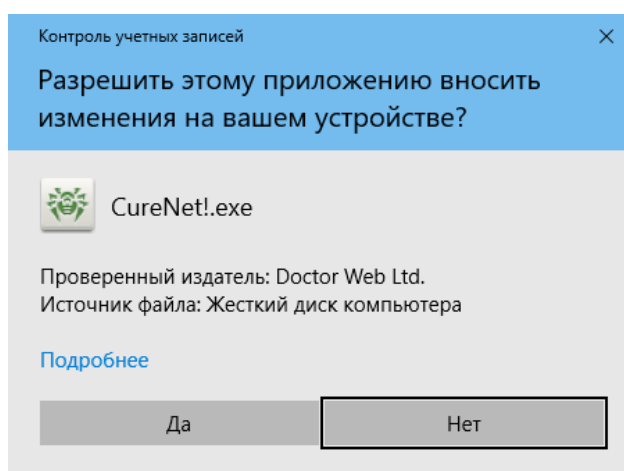 Контроль учетных записей
Разрешить этому приложению вносить
изменения на вашем устройстве?
CureNet!.exe
Проверенный издатель: Doctor Web Ltd.
Источник файла: Жесткий диск компьютера
Подробнее
Да
Нет